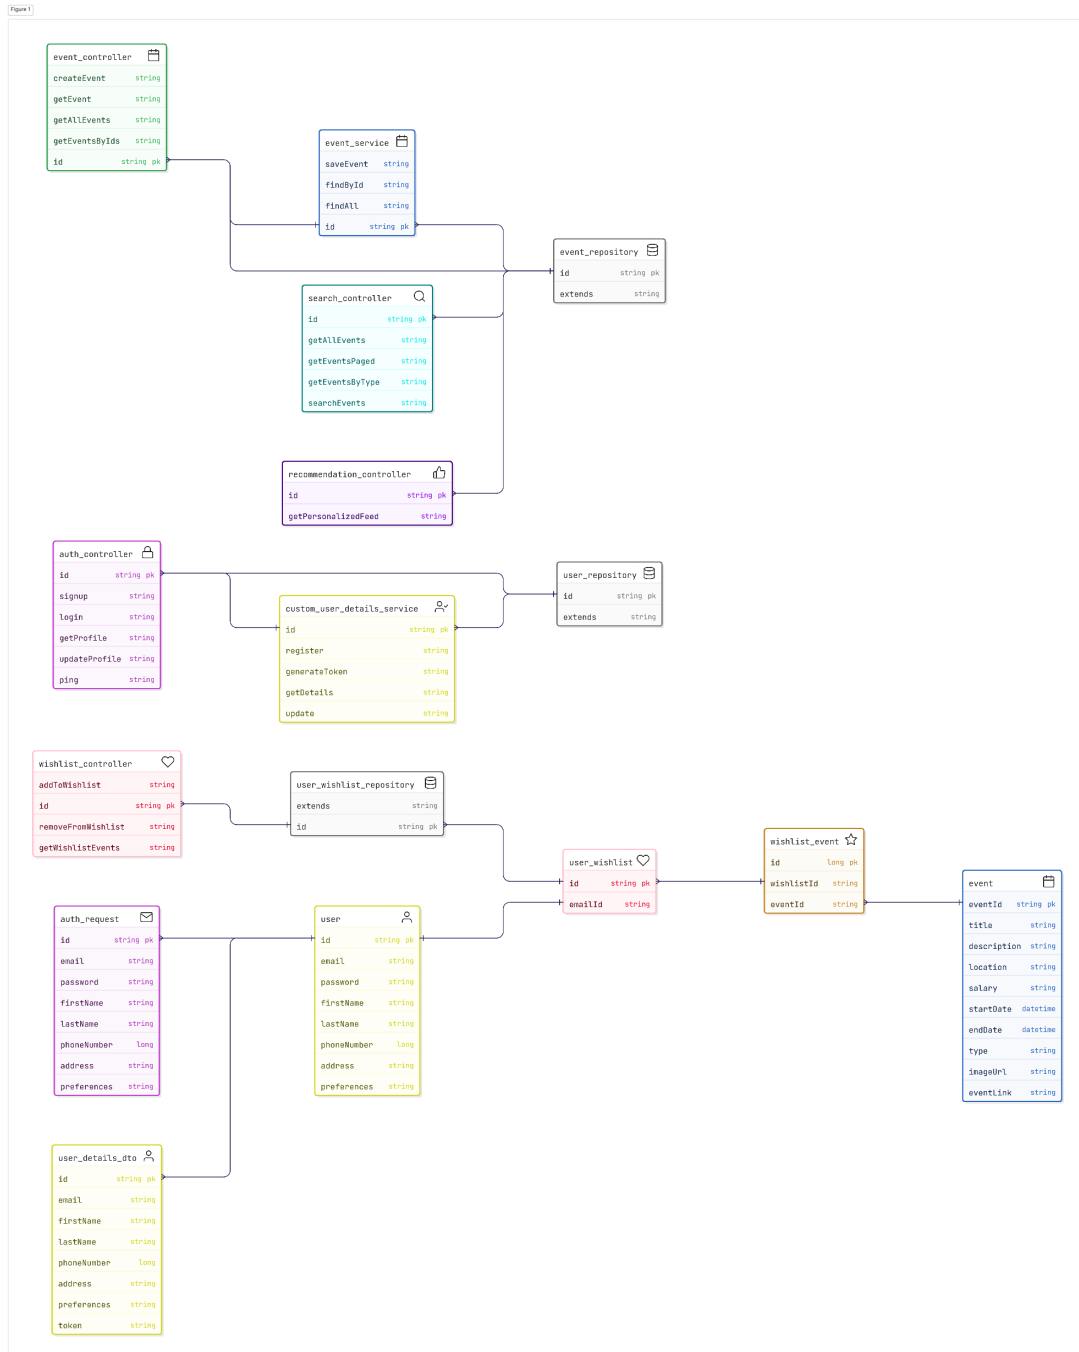 Figure 1
event_controller
createEvent string
getEvent string
getAllEvents string
getEventsByIds string
id string pk
event_service
saveEvent string
findById string
findAll string
id string pk
event_repository
id string pk
extends string
search_controller
id string pk
getAllEvents string
getEventsPaged string
getEventsByType string
searchEvents string
recommendation_controller
id string pk
getPersonalizedFeed string
auth_controller
id string pk
signup string
login string
getProfile string
updateProfile string
ping string
custom_user_details_service
id string pk
register string
generateToken string
getDetails string
update string
user_repository
id string pk
extends string
wishlist_controller
addToWishlist string
id string pk
removeFromWishlist string
getWishlistEvents string
user_wishlist_repository
extends string
id string pk
user_wishlist
id string pk
emailId string
wishlist_event
id long pk
wishlistId string
eventId string
event
eventId string pk
title string
description string
location string
salary string
startDate datetime
endDate datetime
type string
imageUrl string
eventLink string
auth_request
id string pk
email string
password string
firstName string
lastName string
phoneNumber long
address string
preferences string
user
id string pk
email string
password string
firstName string
lastName string
phoneNumber long
address string
preferences string
user_details_dto
id string pk
email string
firstName string
lastName string
phoneNumber long
address string
preferences string
token string